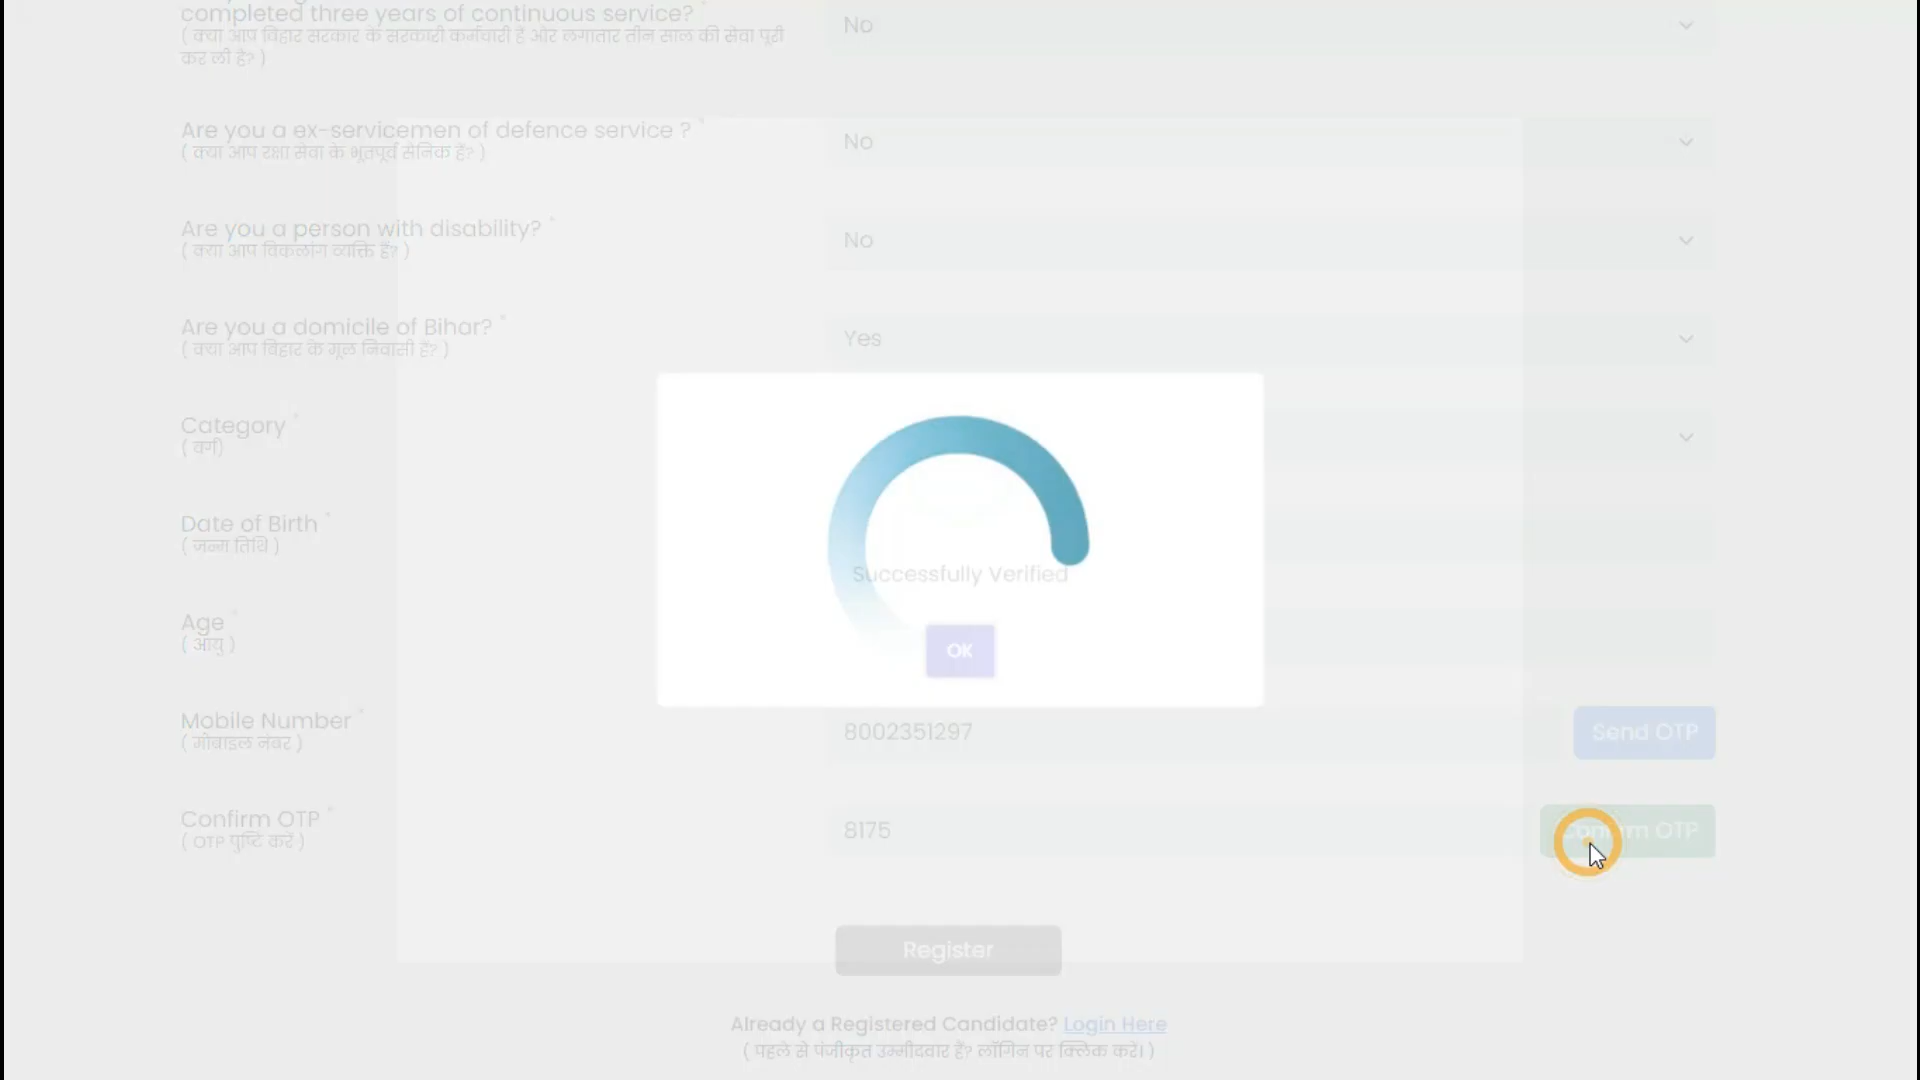 completed three years of continuous service? *
( क्या आप बिहार सरकार के सरकारी कर्मचारी हैं और लगातार तीन साल की सेवा पूरी
कर ली है? )
No
Are you a ex-servicemen of defence service ? *
( क्या आप रक्षा सेवा के भूतपूर्व सैनिक हैं? )
No
Are you a person with disability? *
( क्या आप विकलांग व्यक्ति हैं? )
No
Are you a domicile of Bihar? *
( क्या आप बिहार के मूल निवासी हैं? )
Yes
Category *
( वर्ग)
Date of Birth *
( जन्म तिथि )
Successfully Verified
Age *
( आयु )
OK
Mobile Number *
( मोबाइल नंबर )
8002351297
Send OTP
Confirm OTP *
( OTP पुष्टि करें )
8175
Confirm OTP
Register
Already a Registered Candidate? Login Here
( पहले से पंजीकृत उम्मीदवार हैं? लॉगिन पर क्लिक करें। )